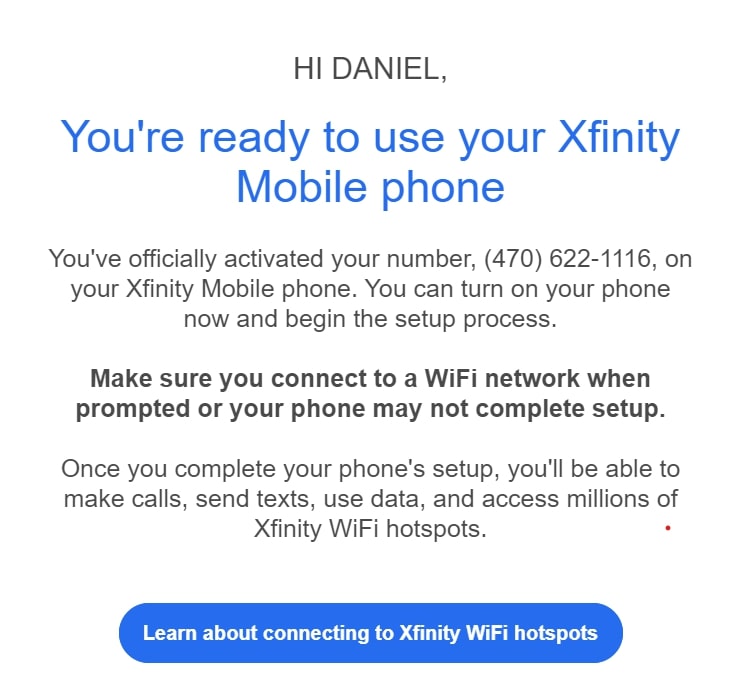 HI DANIEL,
You're ready to use your Xfinity
Mobile phone
You've officially activated your number, (470) 622-1116, on
your Xfinity Mobile phone. You can turn on your phone
now and begin the setup process.
Make sure you connect to a WiFi network when
prompted or your phone may not complete setup.
Once you complete your phone's setup, you'll be able to
make calls, send texts, use data, and access millions of
Xfinity WiFi hotspots.
Learn about connecting to Xfinity WiFi hotspots